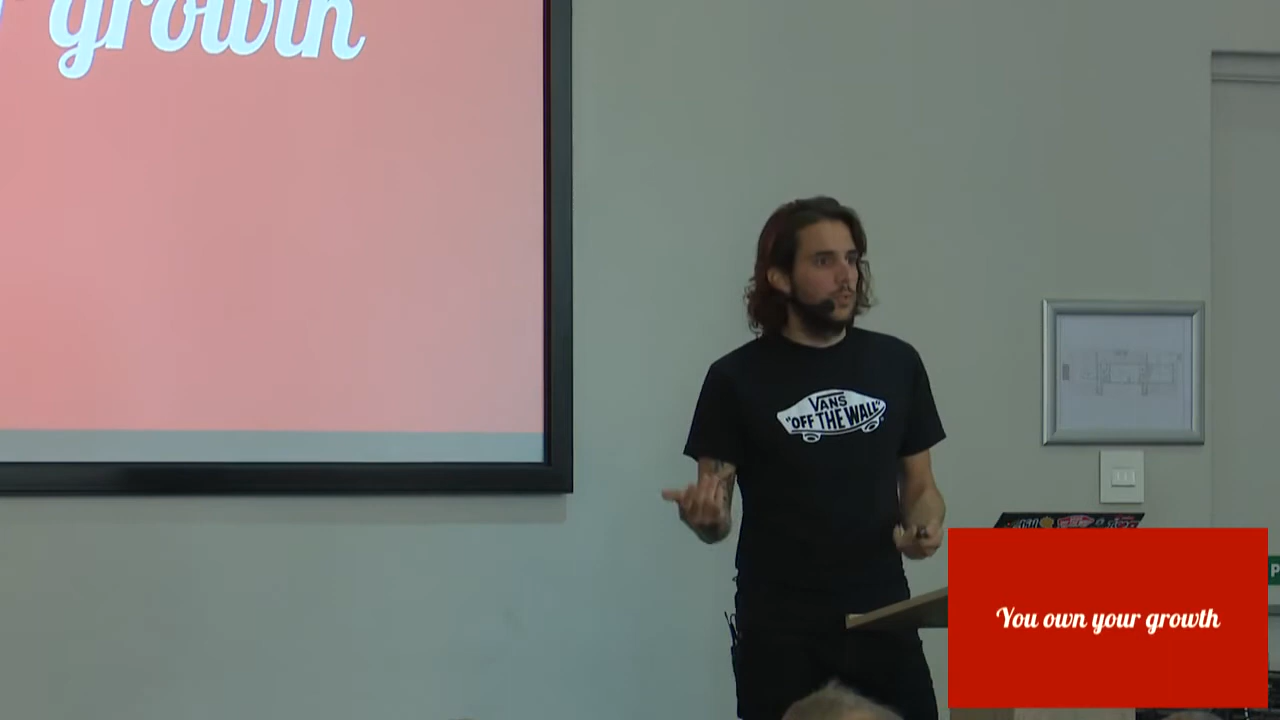 growth
VANS
"OFF THE WALL"
You own your growth
P